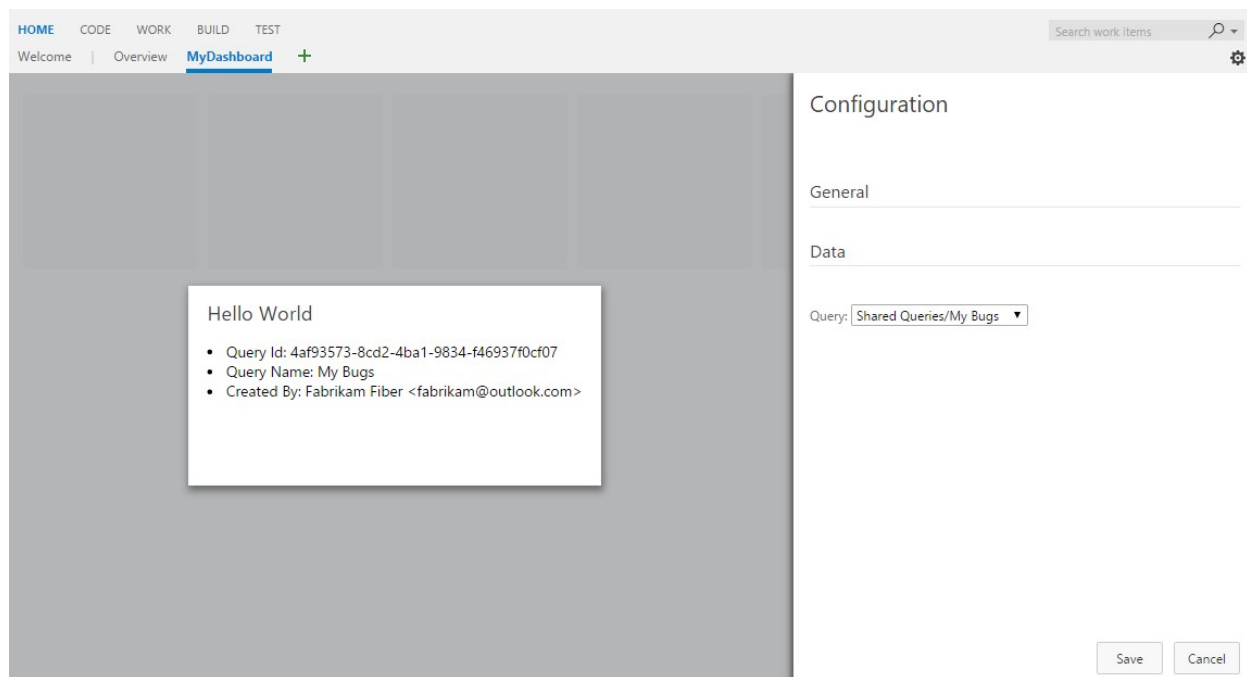 HOME CODE WORK BUILD TEST Search work items
Welcome | Overview MyDashboard +
Configuration
General
Data
Query: Shared Queries/My Bugs
Hello World
• Query Id: 4af93573-8cd2-4ba1-9834-f46937f0cf07
• Query Name: My Bugs
• Created By: Fabrikam Fiber <fabrikam@outlook.com>
Save Cancel